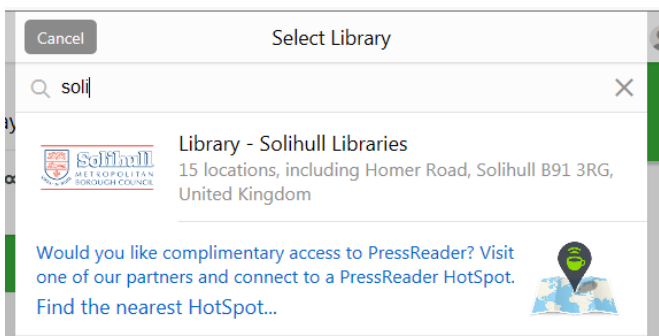 Cancel
Select Library
soli
Library - Solihull Libraries
Solihull
METROPOLITAN
BOROUGH COUNCIL
15 locations, including Homer Road, Solihull B91 3RG,
United Kingdom
Would you like complimentary access to PressReader? Visit
one of our partners and connect to a PressReader HotSpot.
Find the nearest HotSpot...